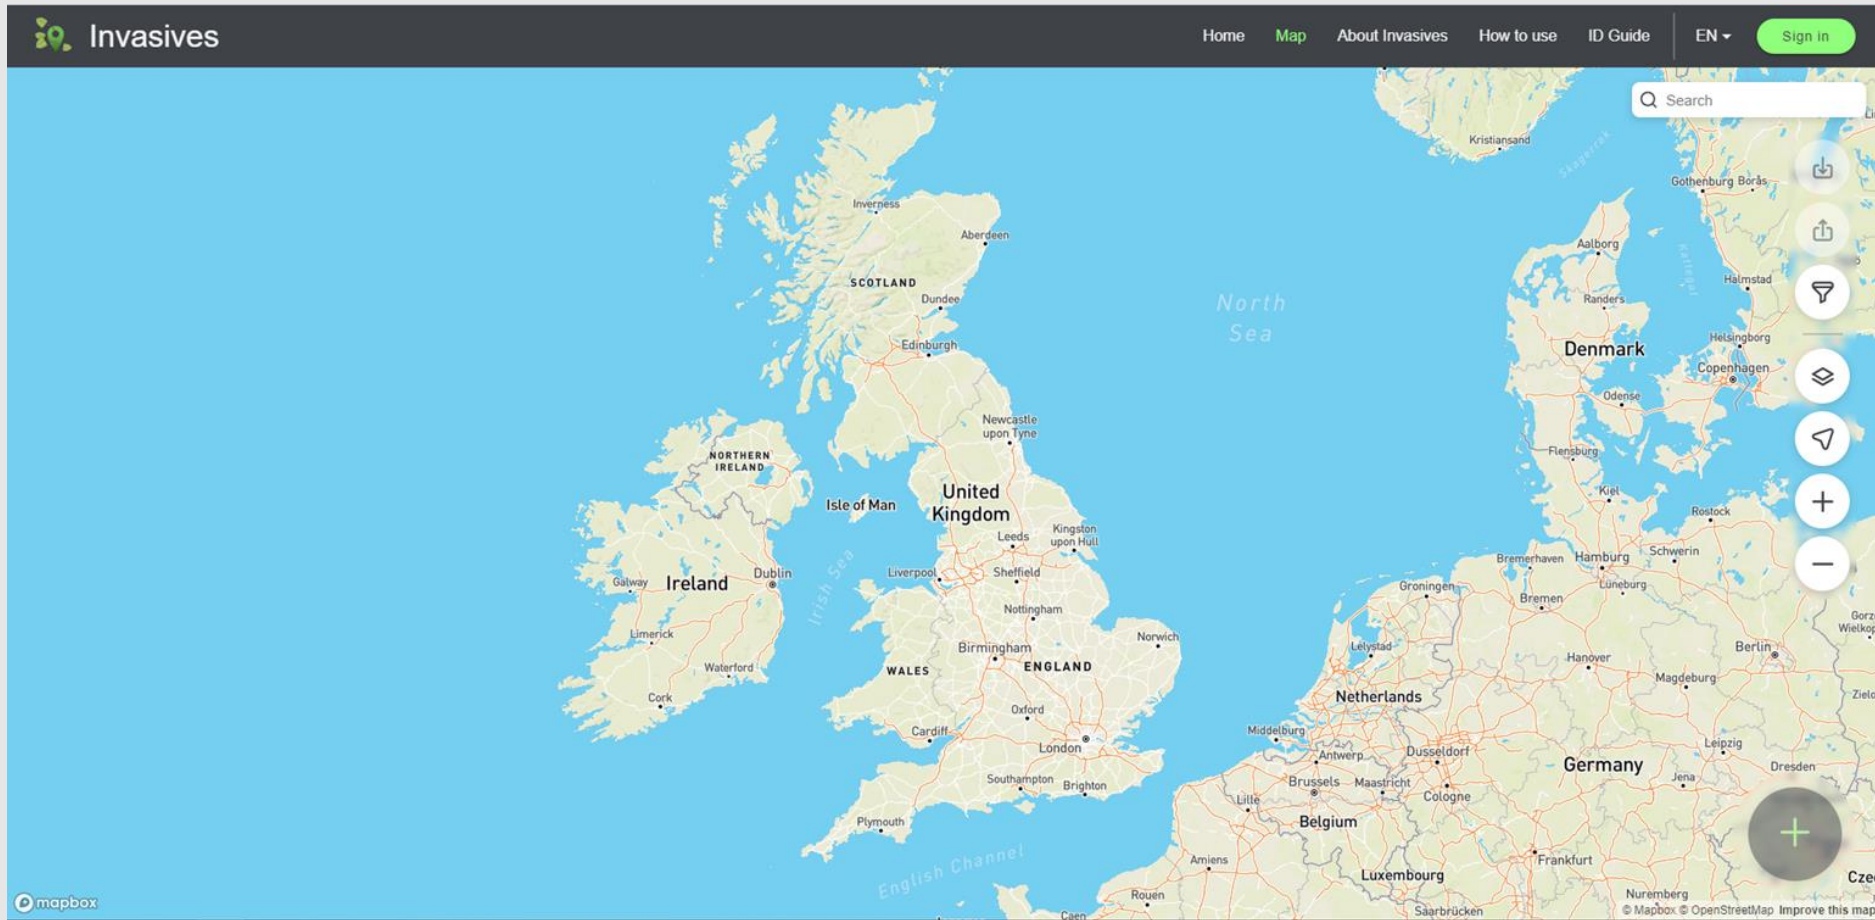 Invasives
Home
Map
About Invasives
How to use
ID Guide
EN
Sign in
Search
Kristiansand
Skagerrak
Gothenburg
Borås
Inverness
Aberdeen
Aalborg
Kattegat
SCOTLAND
Dundee
North
Sea
Randers
Halmstad
Edinburgh
Denmark
Helsingborg
Copenhagen
Odense
Newcastle
upon Tyne
NORTHERN
IRELAND
Flensburg
Isle of Man
United
Kingdom
Kiel
Rostock
Leeds
Kingston
upon Hull
Irish Sea
Bremerhaven
Hamburg
Schwerin
Galway
Ireland
Dublin
Liverpool
Sheffield
Groningen
Lüneburg
Bremen
Nottingham
Limerick
Norwich
Birmingham
Lelystad
Hanover
Berlin
Waterford
WALES
ENGLAND
Magdeburg
Cork
Netherlands
Oxford
Cardiff
London
Middelburg
Antwerp
Dusseldorf
Leipzig
Southampton
Brighton
Brussels
Maastricht
Cologne
Germany
Jena
Dresden
Lille
Plymouth
Belgium
English Channel
Amiens
Luxembourg
Frankfurt
Rouen
Nuremberg
Caen
Saarbrücken
mapbox
© Mapbox © OpenStreetMap Improve this map